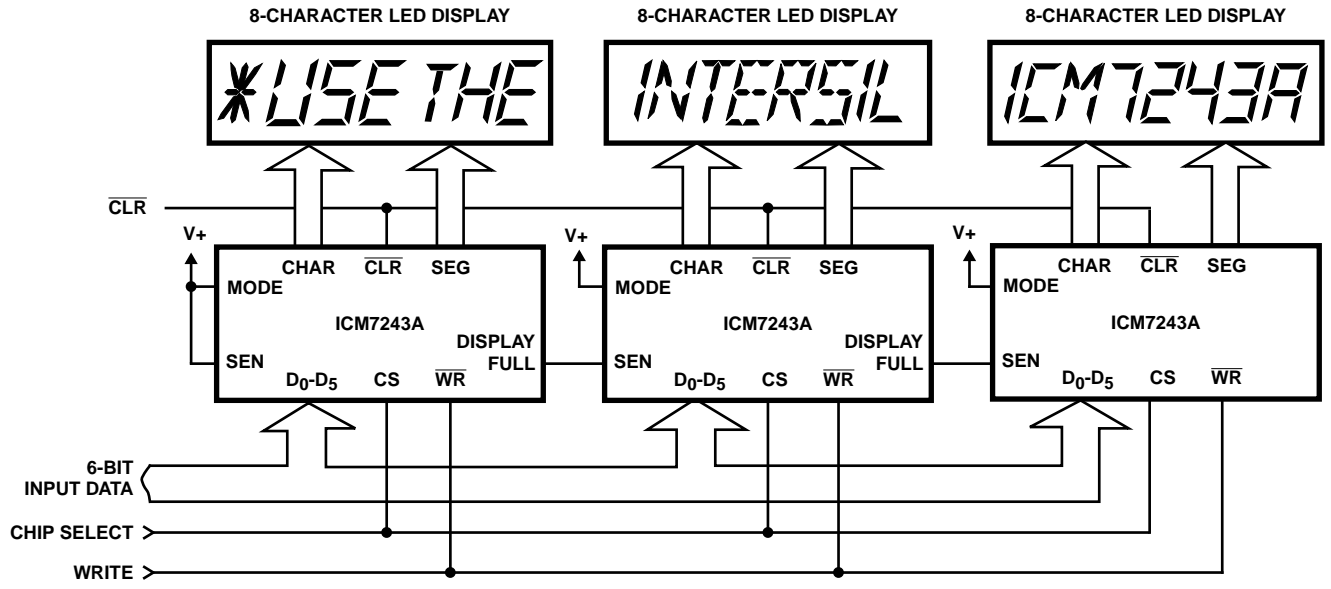 8-CHARACTER LED DISPLAY 8-CHARACTER LED DISPLAY 8-CHARACTER LED DISPLAY
*USE THE INTERSIL ICM7243A
CLR
V+ V+ V+
CHAR CLR SEG CHAR CLR SEG CHAR CLR SEG
MODE MODE MODE
ICM7243A ICM7243A ICM7243A
DISPLAY DISPLAY
SEN FULL SEN FULL SEN
D0-D5 CS WR D0-D5 CS WR D0-D5 CS WR
6-BIT
INPUT DATA
CHIP SELECT
WRITE